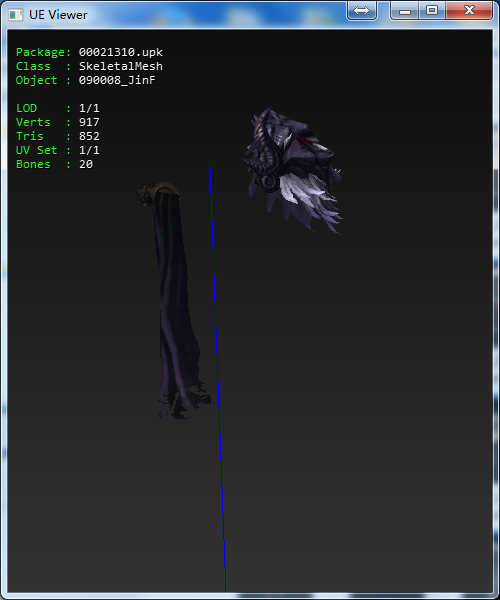 UE Viewer
Package: 00021310.upk
Class : SkeletalMesh
Object : 090008_JinF
LOD : 1/1
Verts : 917
Tris : 852
UV Set : 1/1
Bones : 20